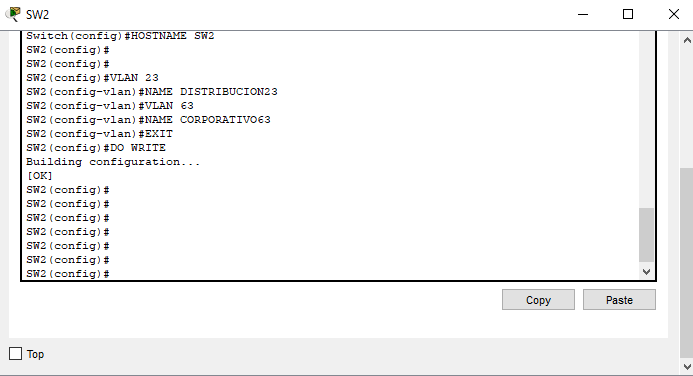 SW2
Switch(config)#HOSTNAME SW2
SW2(config)#
SW2(config)#
SW2(config)#VLAN 23
SW2(config-vlan)#NAME DISTRIBUCION23
SW2(config-vlan)#VLAN 63
SW2(config-vlan)#NAME CORPORATIVO63
SW2(config-vlan)#EXIT
SW2(config)#DO WRITE
Building configuration...
[OK]
SW2(config)#
SW2(config)#
SW2(config)#
SW2(config)#
SW2(config)#
SW2(config)#
SW2(config)#
Copy Paste
Top